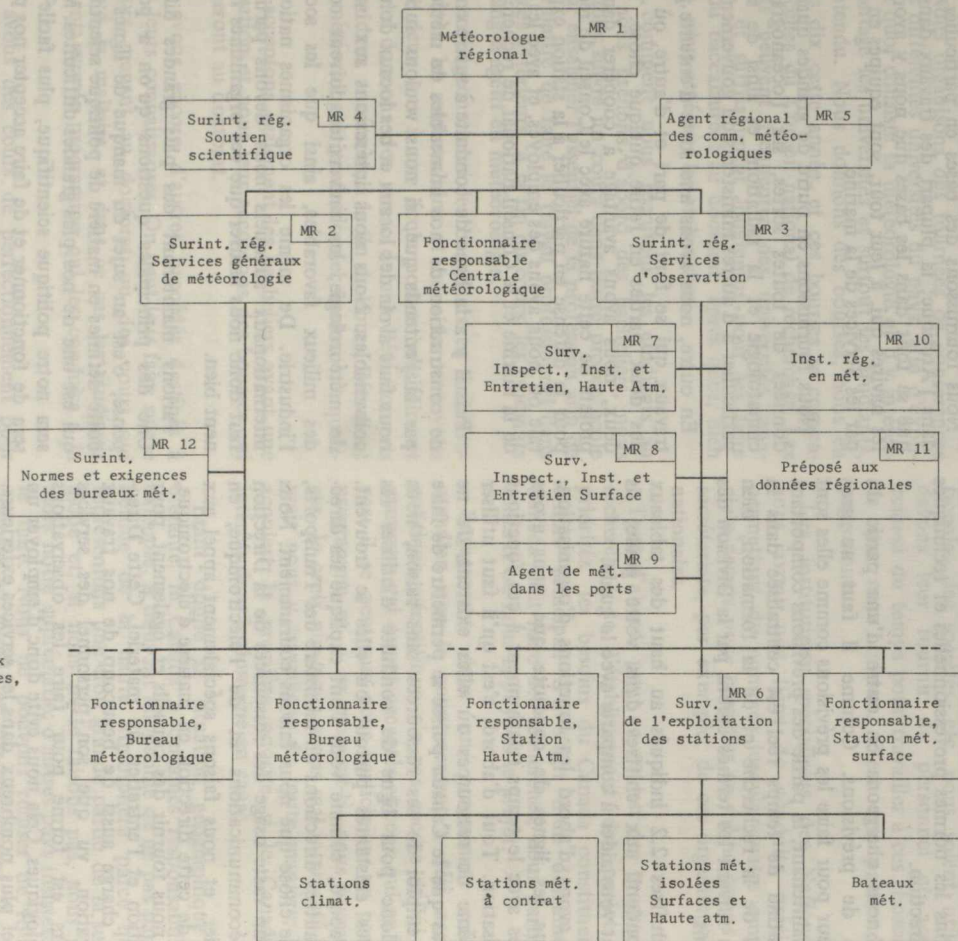 MR 1
Météorologue
régional
MR 4
Surint. rég.
Soutien
scientifique
MR 5
Agent régional
des comm. météo-
rologiques
MR 2
Surint. rég.
Services généraux
de météorologie
Fonctionnaire
responsable
Centrale
météorologique
MR 3
Surint. rég.
Services
d'observation
MR 7
Surv.
Inspect., Inst. et
Entretien, Haute Atm.
MR 10
Inst. rég.
en mét.
MR 12
Surint.
Normes et exigences
des bureaux mét.
MR 8
Surv.
Inspect., Inst. et
Entretien Surface
MR 11
Préposé aux
données régionales
MR 9
Agent de mét.
dans les ports
x
es,
Fonctionnaire
responsable,
Bureau
météorologique
Fonctionnaire
responsable,
Bureau
météorologique
Fonctionnaire
responsable,
Station
Haute Atm.
MR 6
Surv.
de l'exploitation
des stations
Fonctionnaire
responsable,
Station mét.
surface
Stations
climat.
Stations mét.
à contrat
Stations mét.
isolées
Surfaces et
Haute atm.
Bateaux
mét.